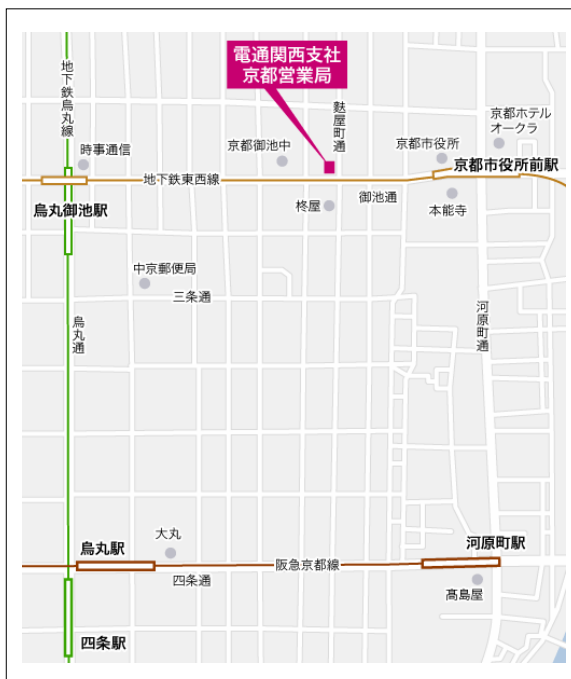 電通関西支社
京都営業局
地下鉄烏丸線
麩屋町通
時事通信
京都御池中
京都市役所
京都ホテル
オークラ
京都市役所前駅
地下鉄東西線
御池通
烏丸御池駅
柊屋
本能寺
中京郵便局
三条通
烏丸通
河原町通
烏丸駅
大丸
河原町駅
阪急京都線
四条通
髙島屋
四条駅